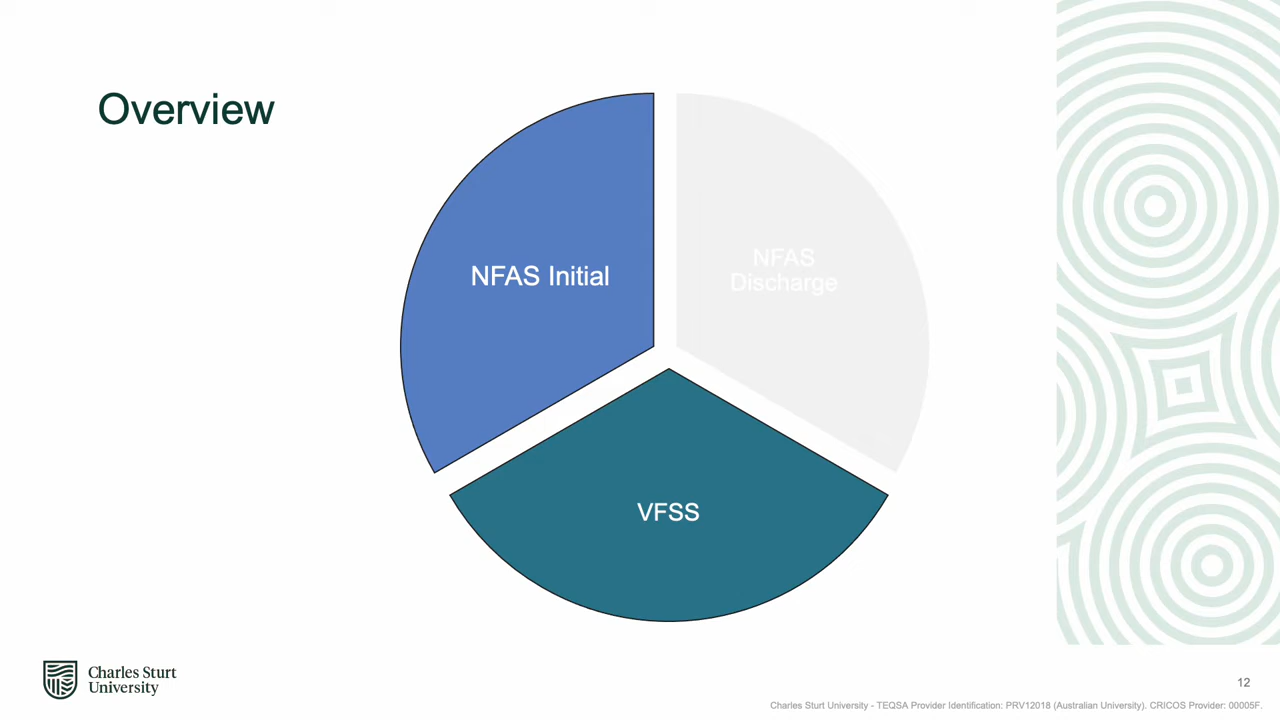 Overview
NFAS Initial
NFAS
Discharge
VFSS
Charles Sturt
University
12
Charles Sturt University - TEQSA Provider Identification: PRV12018 (Australian University). CRICOS Provider: 00005F.